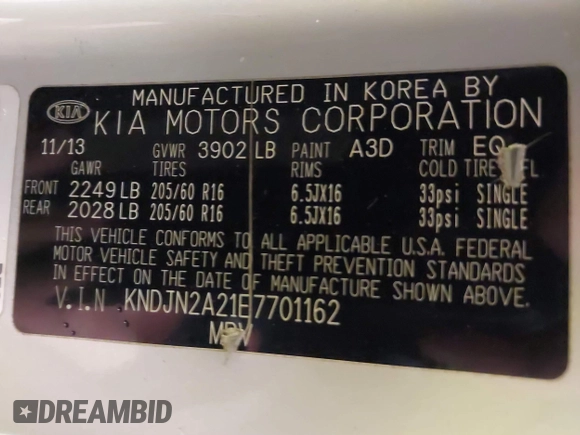 KIA
MANUFACTURED IN KOREA BY
KIA MOTORS CORPORATION
11/13 GVWR 3902 LB PAINT A3D TRIM EQ
GAWR TIRES RIMS COLD TIRE
FRONT 2249 LB 205/60 R16 6.5JX16 33psi SINGLE
REAR 2028 LB 205/60 R16 6.5JX16 33psi SINGLE
THIS VEHICLE CONFORMS TO ALL APPLICABLE U.S.A. FEDERAL
MOTOR VEHICLE SAFETY AND THEFT PREVENTION STANDARDS
IN EFFECT ON THE DATE OF MANUFACTURE SHOWN ABOVE.
V.I.N KNDJN2A21E7701162
MPV
DREAMBID